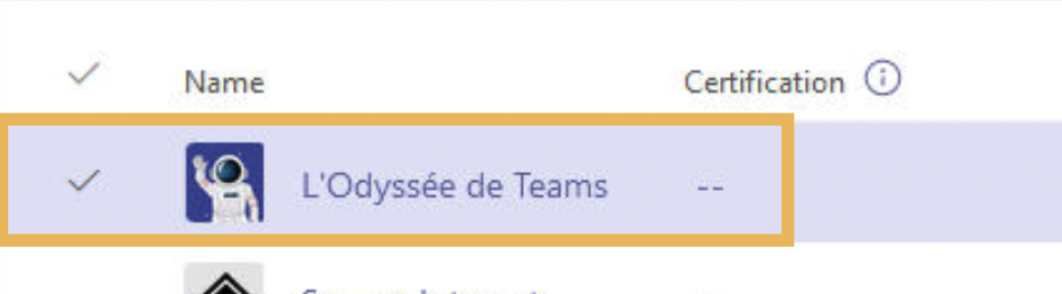 Name Certification
L'Odyssée de Teams --